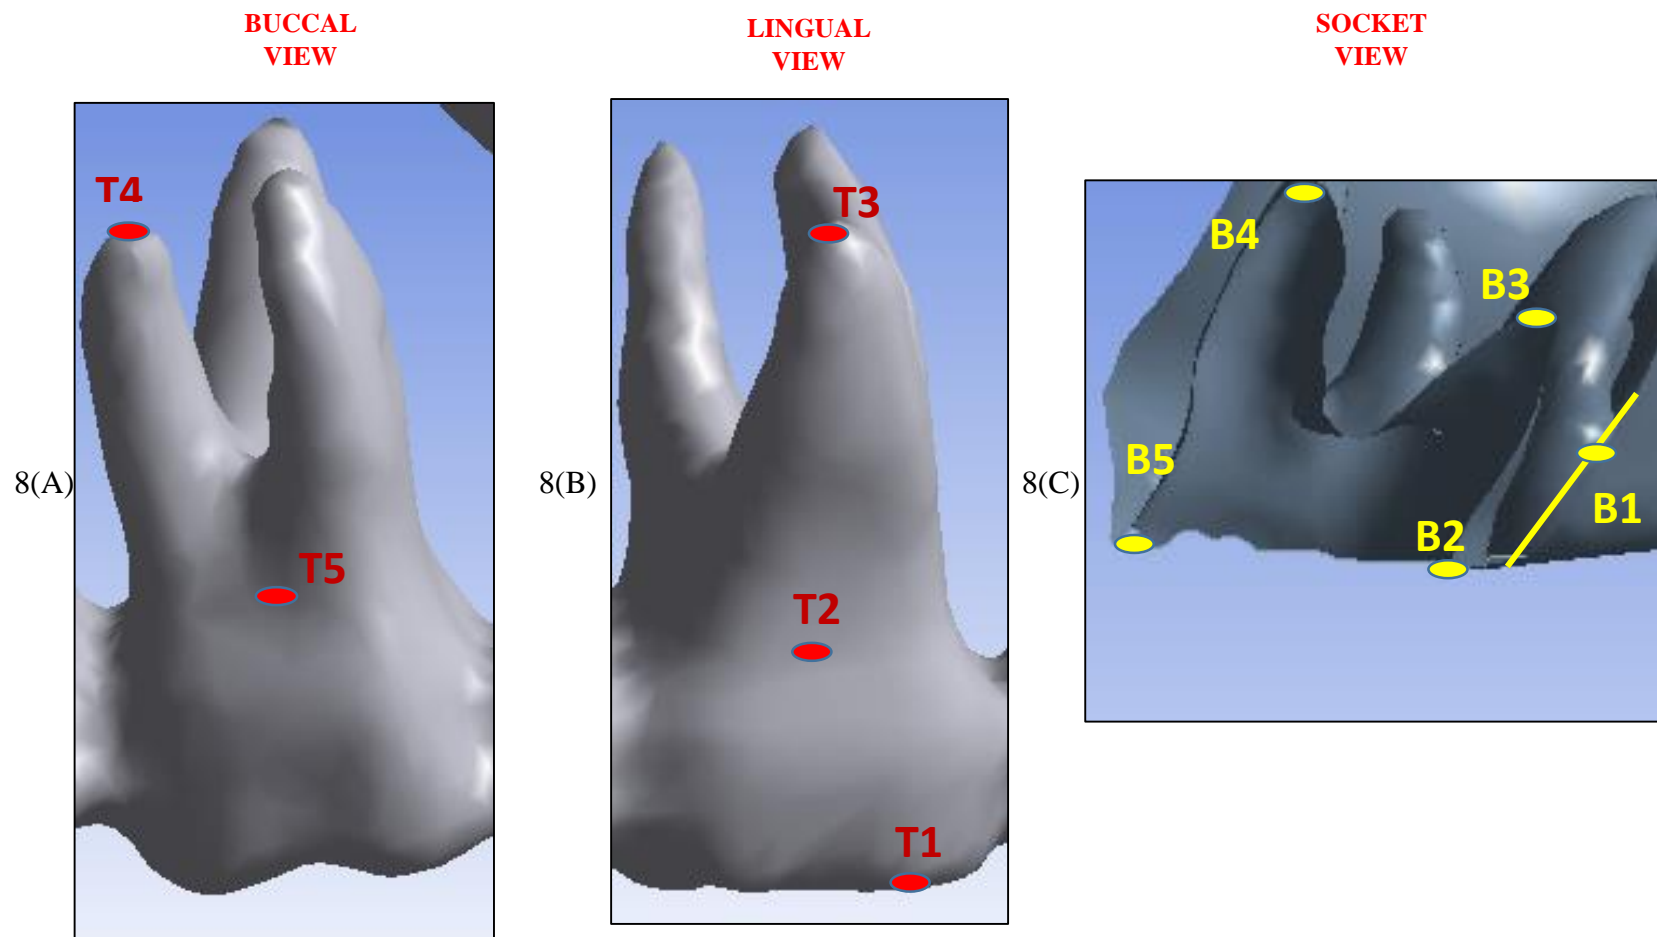 BUCCAL
VIEW
LINGUAL
VIEW
SOCKET
VIEW
8(A)
T4
T5
8(B)
T3
T2
T1
8(C)
B4
B3
B5
B1
B2